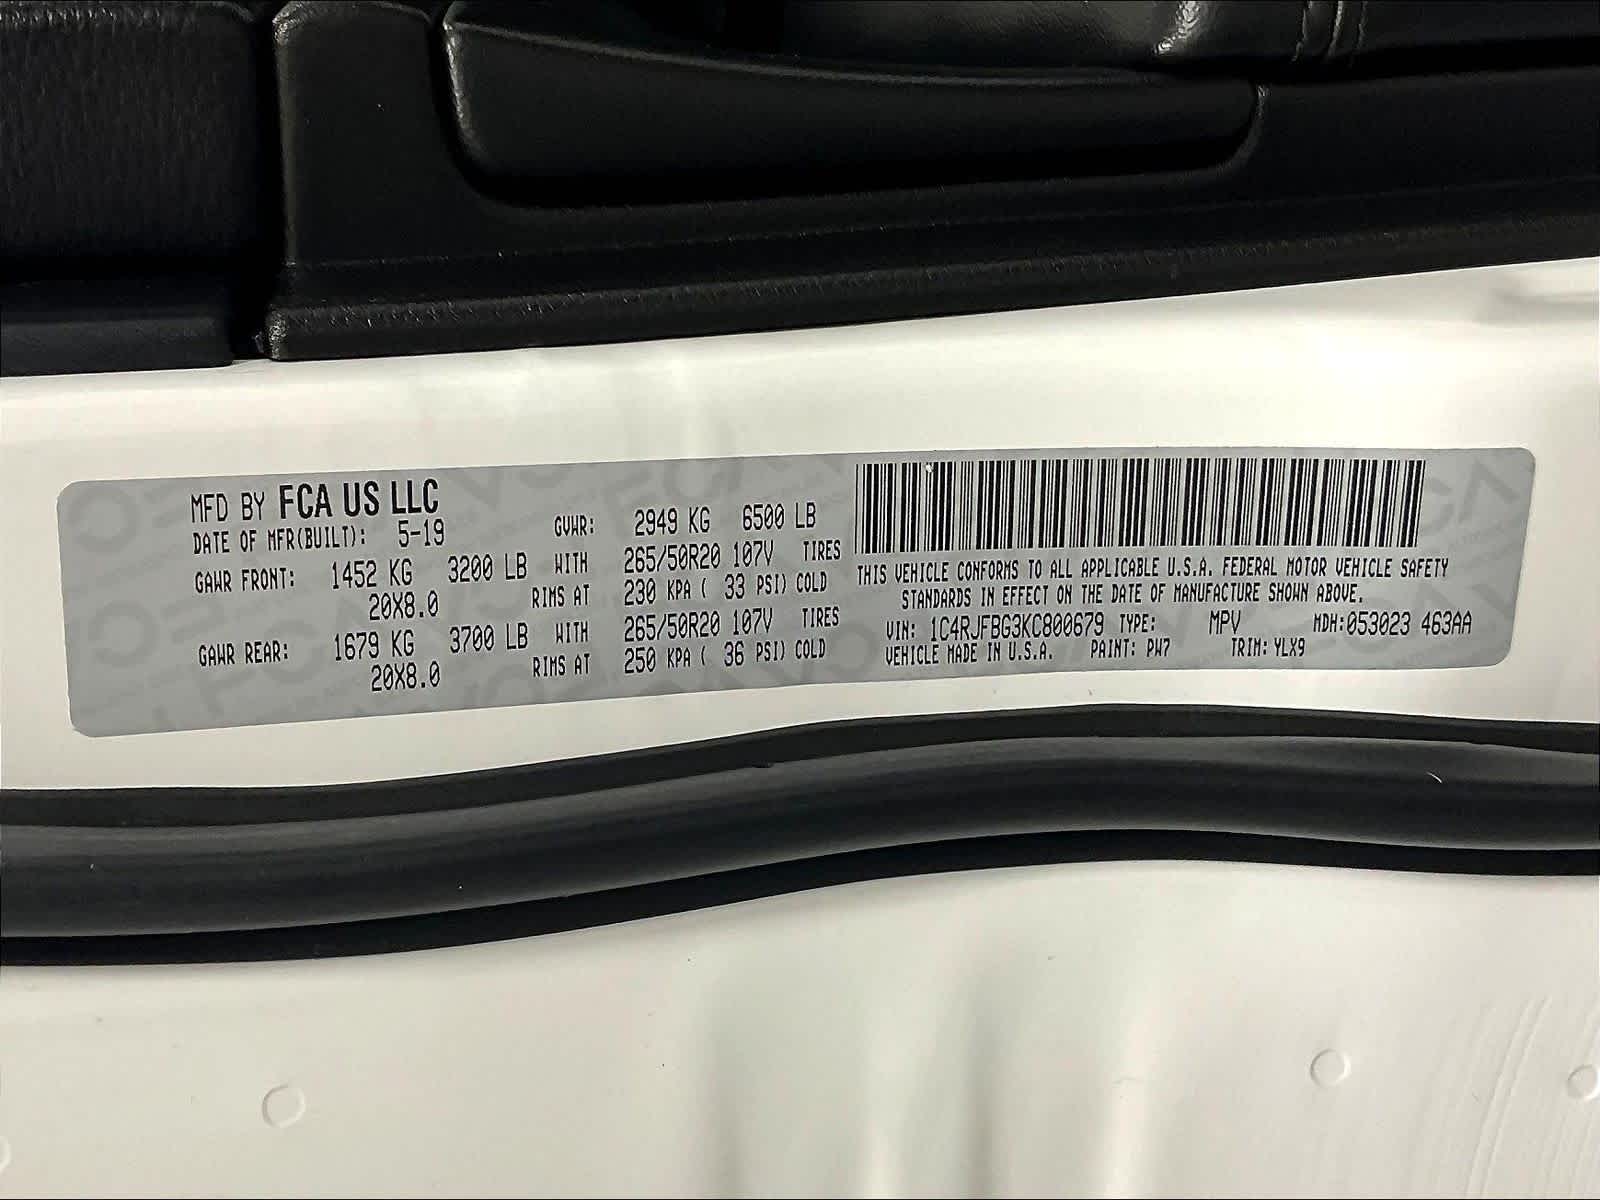 MFD BY FCA US LLC
DATE OF MFR(BUILT): 5-19 GVWR: 2949 KG 6500 LB
GAWR FRONT: 1452 KG 3200 LB WITH 265/50R20 107V TIRES
20X8.0 RIMS AT 230 KPA ( 33 PSI) COLD
GAWR REAR: 1679 KG 3700 LB WITH 265/50R20 107V TIRES
20X8.0 RIMS AT 250 KPA ( 36 PSI) COLD
THIS VEHICLE CONFORMS TO ALL APPLICABLE U.S.A. FEDERAL MOTOR VEHICLE SAFETY
STANDARDS IN EFFECT ON THE DATE OF MANUFACTURE SHOWN ABOVE.
VIN: 1C4RJFBG3KC800679 TYPE: MPV MDH:053023 463AA
VEHICLE MADE IN U.S.A. PAINT: PW7 TRIM:YLX9